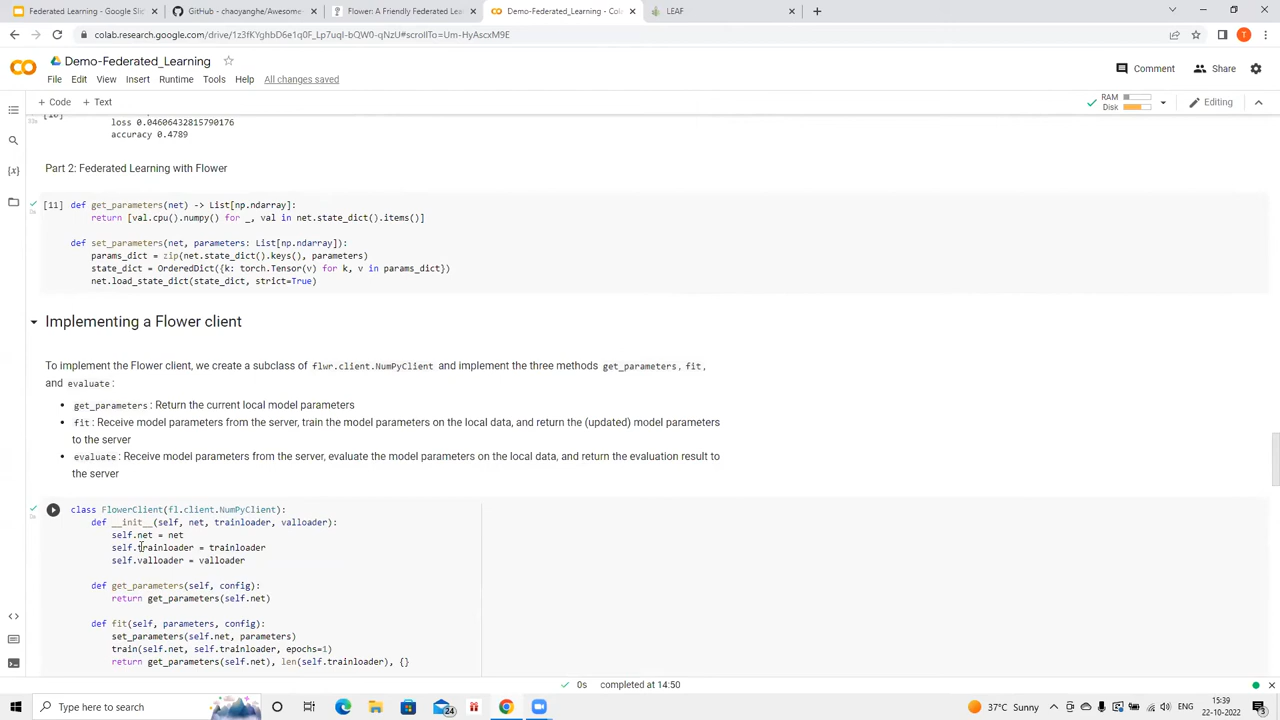 Federated Learning - Google Slid
GitHub - chaoyanghe/Awesome
Flower: A Friendly Federated Le
Demo-Federated_Learning - Col
LEAF
colab.research.google.com/drive/1z3fKYghbD6e1q0F_Lp7uqI-bQW0-qNzU#scrollTo=Um-HyAscxM9E
T
Demo-Federated_Learning
File Edit View Insert Runtime Tools Help All changes saved
Comment Share
+ Code + Text
RAM
Disk
Editing
loss 0.04606432815790176
accuracy 0.4789
Part 2: Federated Learning with Flower
[11] def get_parameters(net) -> List[np.ndarray]:
return [val.cpu().numpy() for _, val in net.state_dict().items()]
def set_parameters(net, parameters: List[np.ndarray]):
params_dict = zip(net.state_dict().keys(), parameters)
state_dict = OrderedDict({k: torch.Tensor(v) for k, v in params_dict})
net.load_state_dict(state_dict, strict=True)
Implementing a Flower client
To implement the Flower client, we create a subclass of flwr.client.NumPyClient and implement the three methods get_parameters, fit,
and evaluate:
• get_parameters: Return the current local model parameters
• fit: Receive model parameters from the server, train the model parameters on the local data, and return the (updated) model parameters
to the server
• evaluate: Receive model parameters from the server, evaluate the model parameters on the local data, and return the evaluation result to
the server
class FlowerClient(fl.client.NumPyClient):
def __init__(self, net, trainloader, valloader):
self.net = net
self.trainloader = trainloader
self.valloader = valloader
def get_parameters(self, config):
return get_parameters(self.net)
def fit(self, parameters, config):
set_parameters(self.net, parameters)
train(self.net, self.trainloader, epochs=1)
return get_parameters(self.net), len(self.trainloader), {}
0s completed at 14:50
Type here to search
24
37°C Sunny
ENG
15:39
22-10-2022